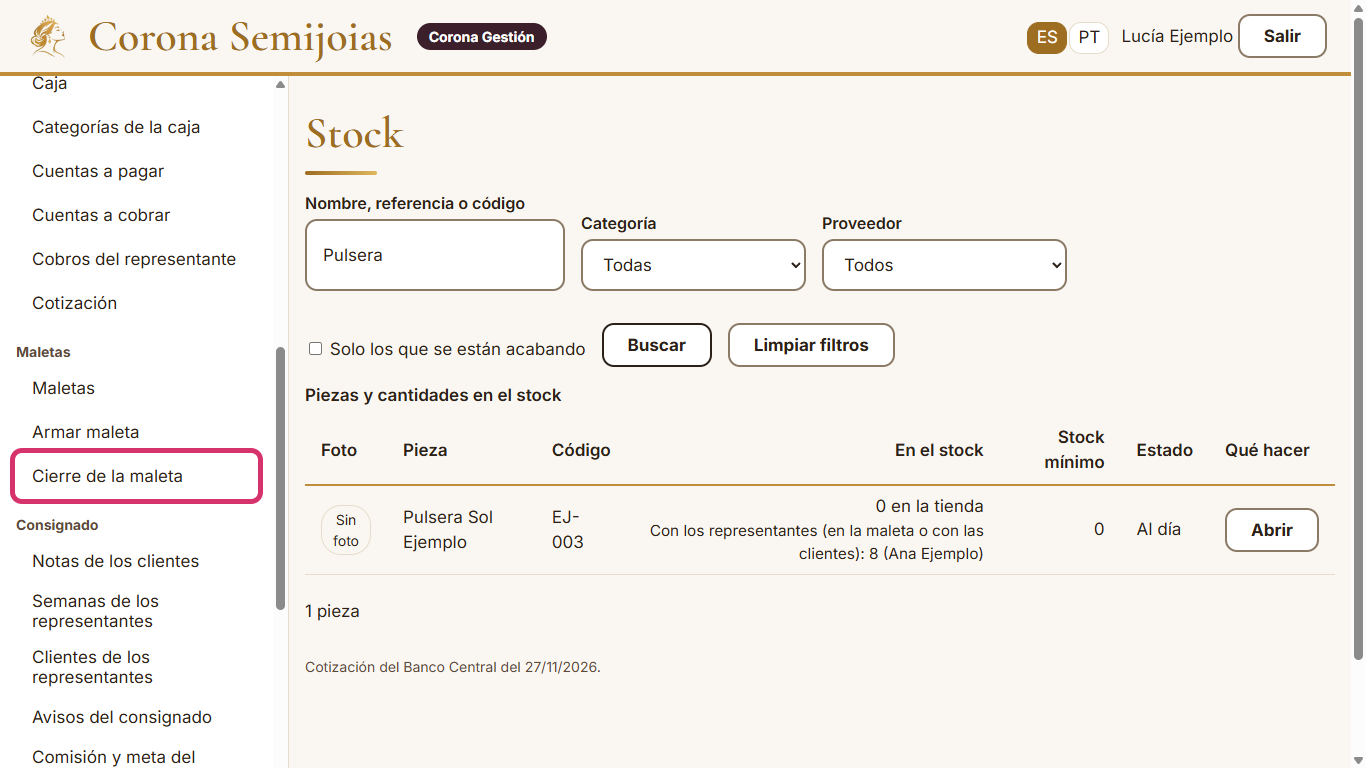 Corona Semijoias
Corona Gestión
ES
PT
Lucía Ejemplo
Salir
Caja
Categorías de la caja
Cuentas a pagar
Cuentas a cobrar
Cobros del representante
Cotización
Maletas
Maletas
Armar maleta
Cierre de la maleta
Consignado
Notas de los clientes
Semanas de los
representantes
Clientes de los
representantes
Avisos del consignado
Comisión y meta del
Stock
Nombre, referencia o código
Pulsera
Categoría
Todas
Proveedor
Todos
Solo los que se están acabando
Buscar
Limpiar filtros
Piezas y cantidades en el stock
Foto
Pieza
Código
En el stock
Stock
mínimo
Estado
Qué hacer
Sin
foto
Pulsera Sol
Ejemplo
EJ-
003
0 en la tienda
Con los representantes (en la maleta o con las
clientes): 8 (Ana Ejemplo)
0
Al día
Abrir
1 pieza
Cotización del Banco Central del 27/11/2026.